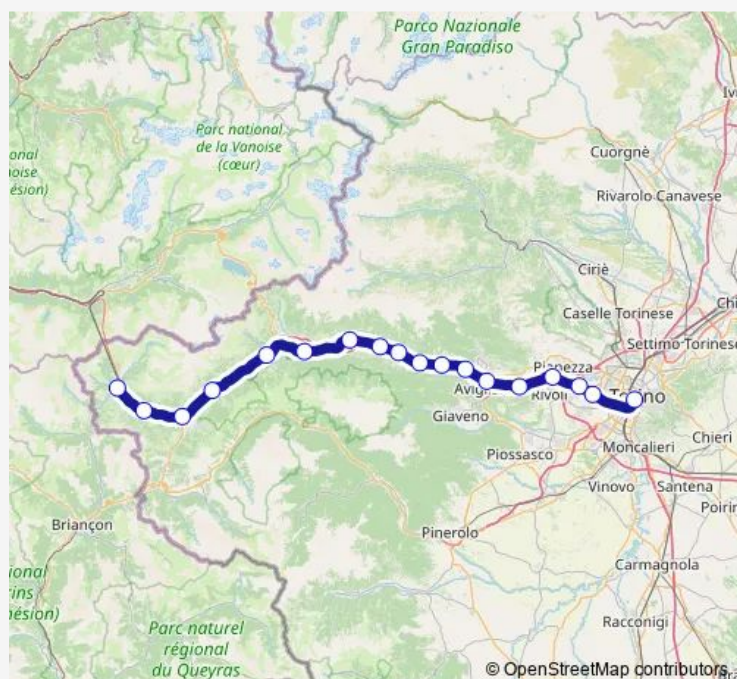 Parco Nazionale
Gran Paradiso
Ivr
Parc national
de la Vanoise
(cœur)
Cuorgnè
Rivarolo Canavese
Ciriè
Caselle Torinese
Settimo Torinese
Pianezza
Rivoli
Torino
Giaveno
Piossasco
Moncalieri
Chieri
Vinovo
Santena
Briançon
Pinerolo
Carmagnola
Racconigi
Parc naturel
régional
du Queyras
© OpenStreetMap contributors